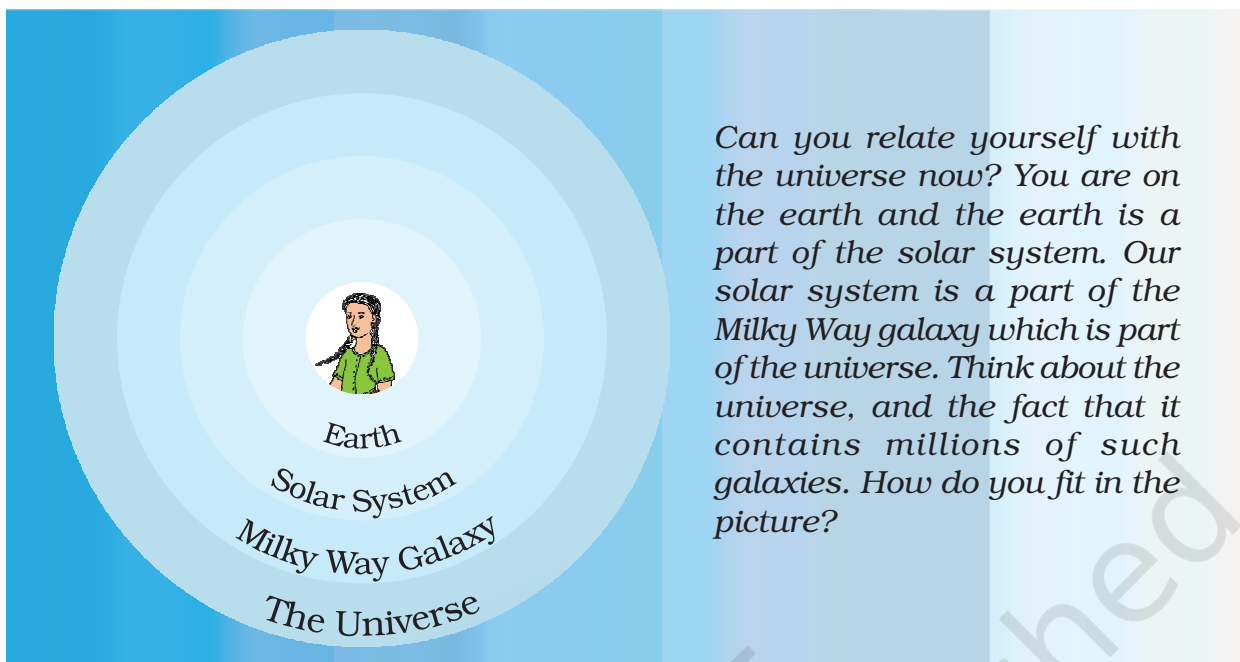 Earth
Solar System
Milky Way Galaxy
The Universe
Can you relate yourself with
the universe now? You are on
the earth and the earth is a
part of the solar system. Our
solar system is a part of the
Milky Way galaxy which is part
of the universe. Think about the
universe, and the fact that it
contains millions of such
galaxies. How do you fit in the
picture?